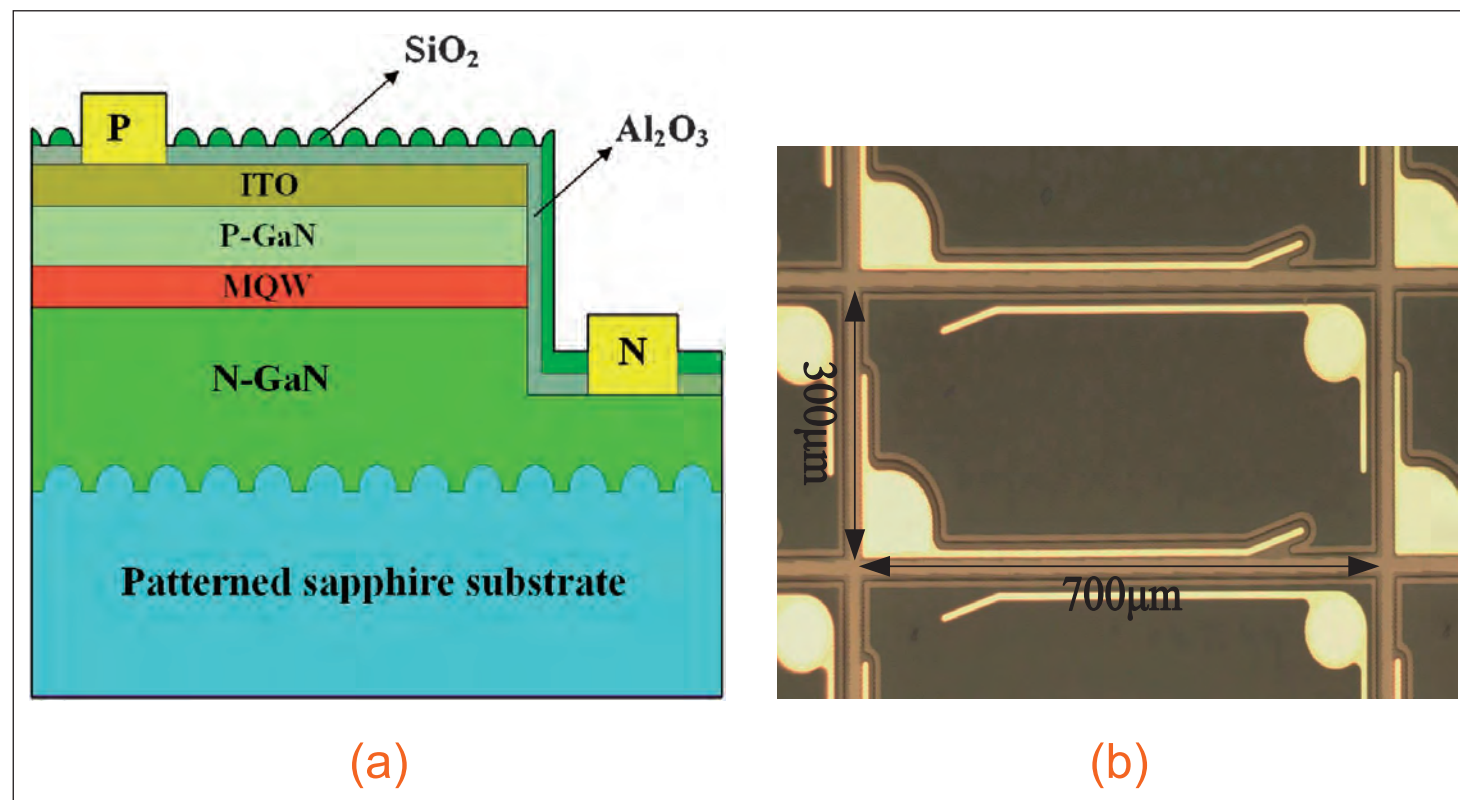 SiO₂
P
Al₂O₃
ITO
P-GaN
MQW
N
N-GaN
Patterned sapphire substrate
300μm
700μm
(a)
(b)